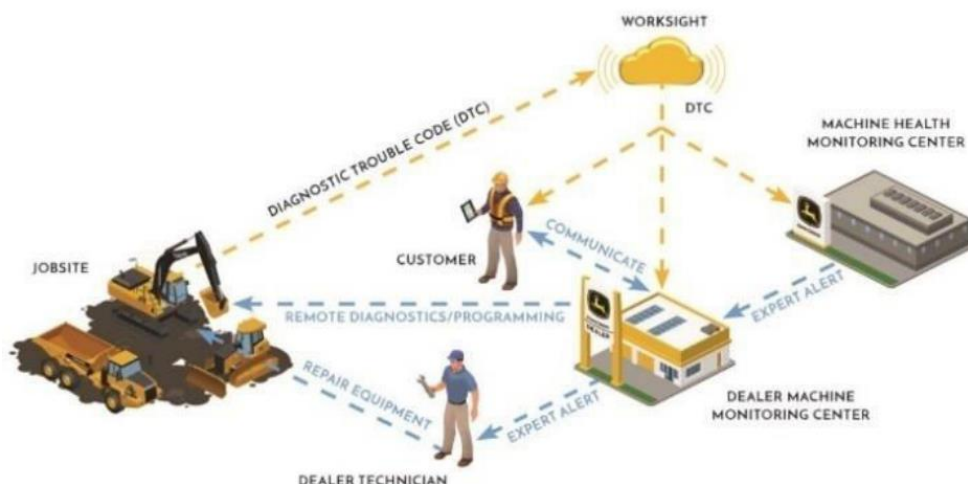 WORKSIGHT
DTC
MACHINE HEALTH
MONITORING CENTER
DIAGNOSTIC TROUBLE CODE (DTC)
CUSTOMER
COMMUNICATE
JOBSITE
EXPERT ALERT
REMOTE DIAGNOSTICS/PROGRAMMING
DEALER
REPAIR EQUIPMENT
EXPERT ALERT
DEALER MACHINE
MONITORING CENTER
DEALER TECHNICIAN